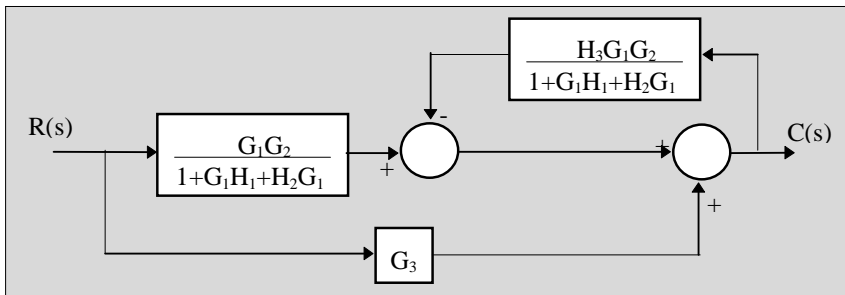 H₃G₁G₂
1+G₁H₁+H₂G₁
-
R(s)
C(s)
G₁G₂
1+G₁H₁+H₂G₁
+
+
+
G₃